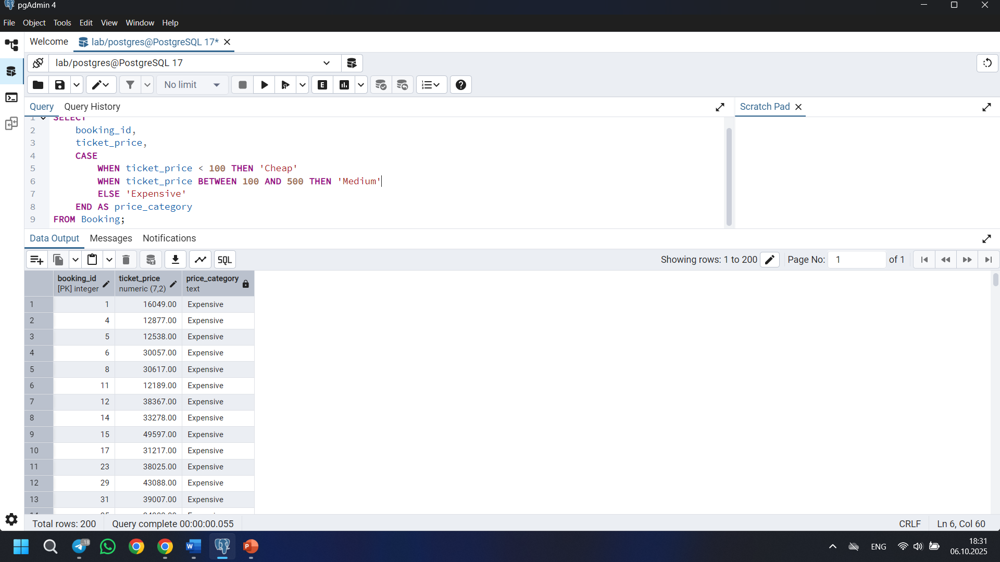 pgAdmin 4
File Object Tools Edit View Window Help
Welcome lab/postgres@PostgreSQL 17*
lab/postgres@PostgreSQL 17
No limit
E
SQL
Query Query History
Scratch Pad
1 SELECT
2 booking_id,
3 ticket_price,
4 CASE
5 WHEN ticket_price < 100 THEN 'Cheap'
6 WHEN ticket_price BETWEEN 100 AND 500 THEN 'Medium'
7 ELSE 'Expensive'
8 END AS price_category
9 FROM Booking;
Data Output Messages Notifications
Showing rows: 1 to 200 Page No: 1 of 1
booking_id ticket_price price_category
[PK] integer numeric (7,2) text
1 1 16049.00 Expensive
2 4 12877.00 Expensive
3 5 12538.00 Expensive
4 6 30057.00 Expensive
5 8 30617.00 Expensive
6 11 12189.00 Expensive
7 12 38367.00 Expensive
8 14 33278.00 Expensive
9 15 49597.00 Expensive
10 17 31217.00 Expensive
11 23 38025.00 Expensive
12 29 43088.00 Expensive
13 31 39007.00 Expensive
Total rows: 200 Query complete 00:00:00.055 CRLF Ln 6, Col 60
..18
W
P
ENG
18:31
06.10.2025